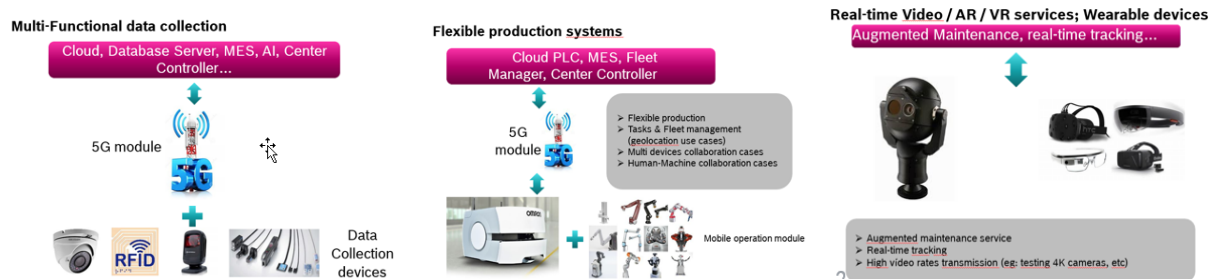 Multi-Functional data collection
Cloud, Database Server, MES, AI, Center
Controller…
5G module
5G
RFiD
Data
Collection
devices
Flexible production systems
Cloud PLC, MES, Fleet
Manager, Center Controller
5G
module
5G
➢ Flexible production
➢ Tasks & Fleet management
(geolocation use cases)
➢ Multi devices collaboration cases
➢ Human-Machine collaboration cases
omron
Mobile operation module
Real-time Video / AR / VR services; Wearable devices
Augmented Maintenance, real-time tracking…
➢ Augmented maintenance service
➢ Real-time tracking
➢ High video rates transmission (eg: testing 4K cameras, etc)